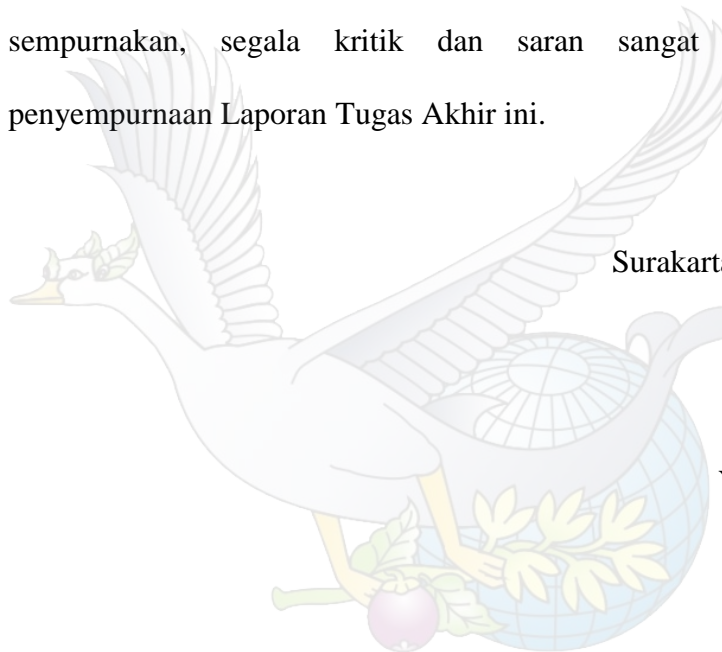 sempurnakan, segala kritik dan saran sangat
penyempurnaan Laporan Tugas Akhir ini.
Surakarta